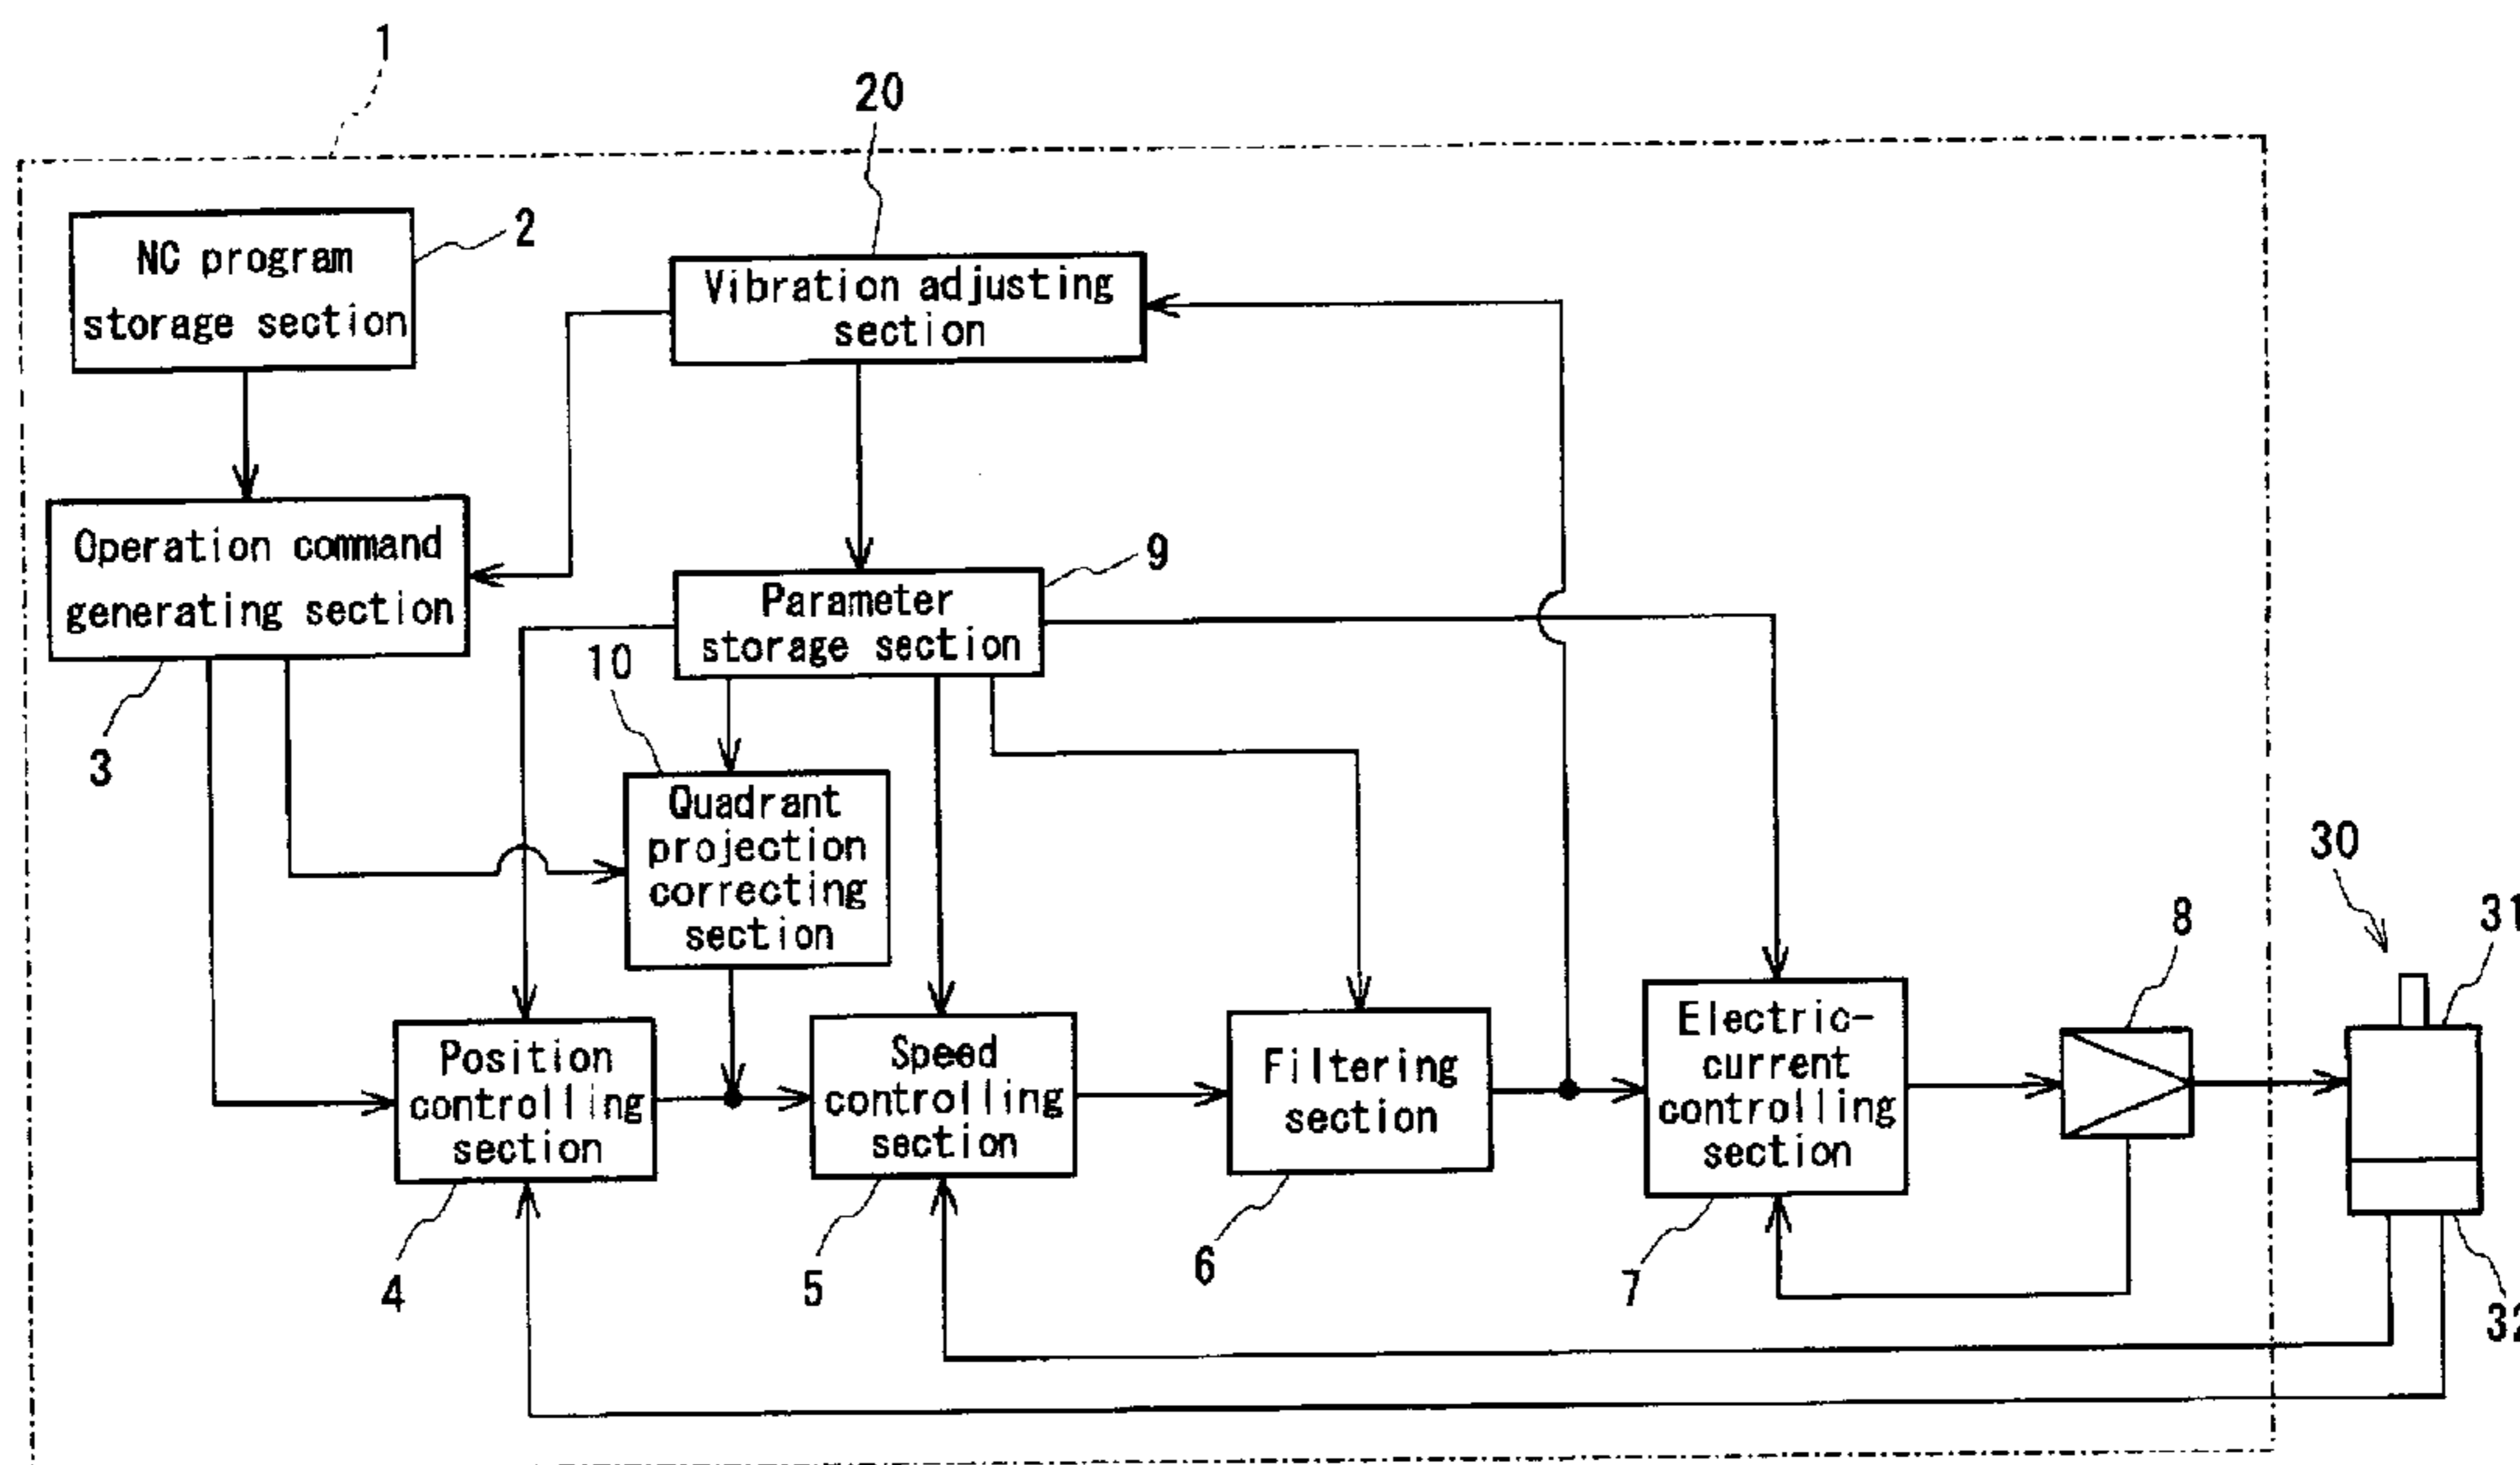 1
20
NC program
storage section
2
Vibration adjusting
section
Operation command
generating section
3
Parameter
storage section
9
10
Quadrant
projection
correcting
section
30
31
8
Position
controlling
section
4
Speed
controlling
section
5
Filtering
section
6
Electric-
current
controlling
section
7
32